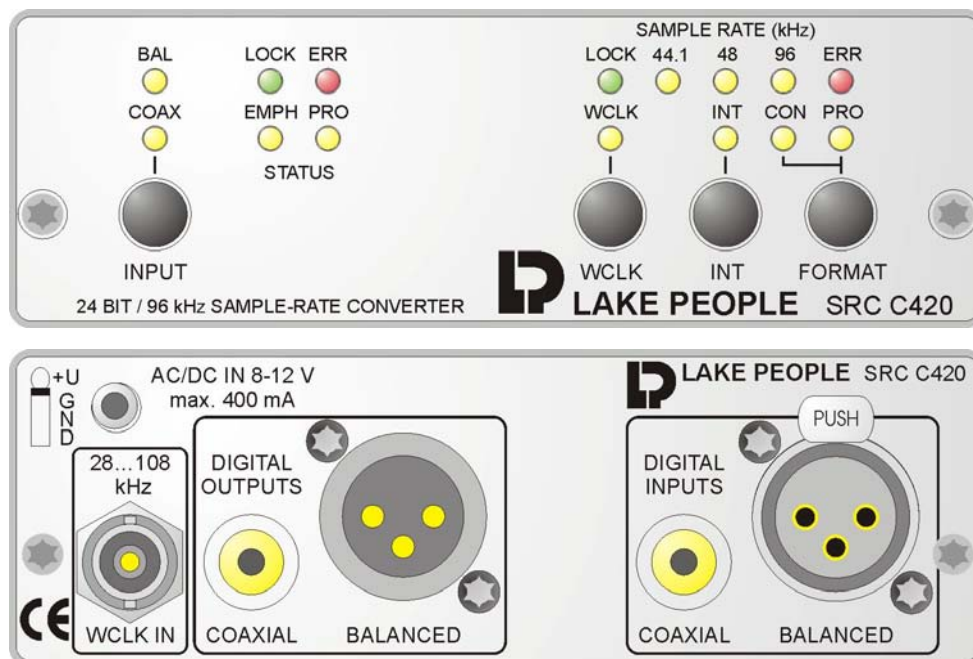 SAMPLE RATE (kHz)
BAL LOCK ERR LOCK 44.1 48 96 ERR
COAX EMPH PRO WCLK INT CON PRO
STATUS
INPUT WCLK INT FORMAT
24 BIT / 96 kHz SAMPLE-RATE CONVERTER LAKE PEOPLE SRC C420
+U AC/DC IN 8-12 V LAKE PEOPLE SRC C420
GND max. 400 mA
PUSH
28...108 DIGITAL DIGITAL
kHz OUTPUTS INPUTS
CE WCLK IN COAXIAL BALANCED COAXIAL BALANCED